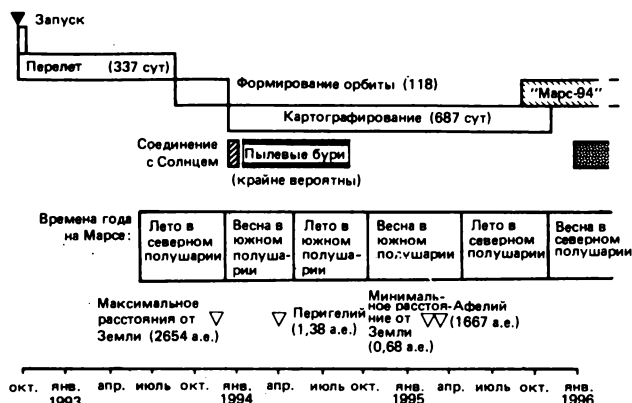 Запуск
Перелет (337 сут)
Формирование орбиты (118)
"Марс-94"
Картографирование (687 сут)
Соединение
с Солнцем
Пылевые бури
(крайне вероятны)
Времена года
на Марсе:
Лето в
северном
полушарии
Весна в
южном
полуша-
рии
Лето в
южном
полуша-
рии
Весна в
южном
полушарии
Лето в
северном
полушарии
Весна в
северном
полушарии
Максимальное
расстояния от
Земли (2654 а.е.)
Перигелий
(1,38 а.е.)
Минималь-
ное расстоя-
ние от
Земли
(0,68 а.е.)
Афелий
(1667 а.е.)
окт. янв. апр. июль окт. янв. апр. июль окт. янв. апр. июль окт. янв.
1993 1994 1995 1996